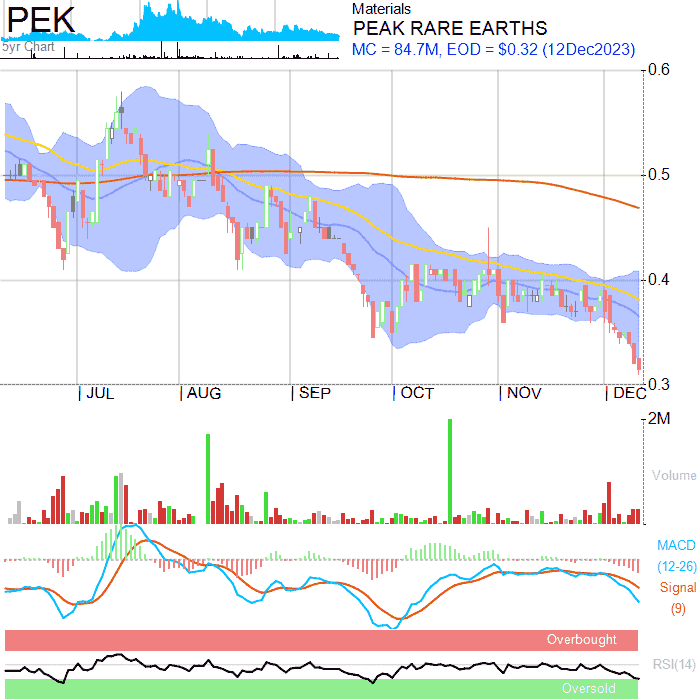 PEK
5yr Chart
Materials
PEAK RARE EARTHS
MC = 84.7M, EOD = $0.32 (12Dec2023)
0.6
0.5
0.4
0.3
JUL
AUG
SEP
OCT
NOV
DEC
2M
Volume
MACD
(12-26)
Signal
(9)
Overbought
RSI(14)
Oversold